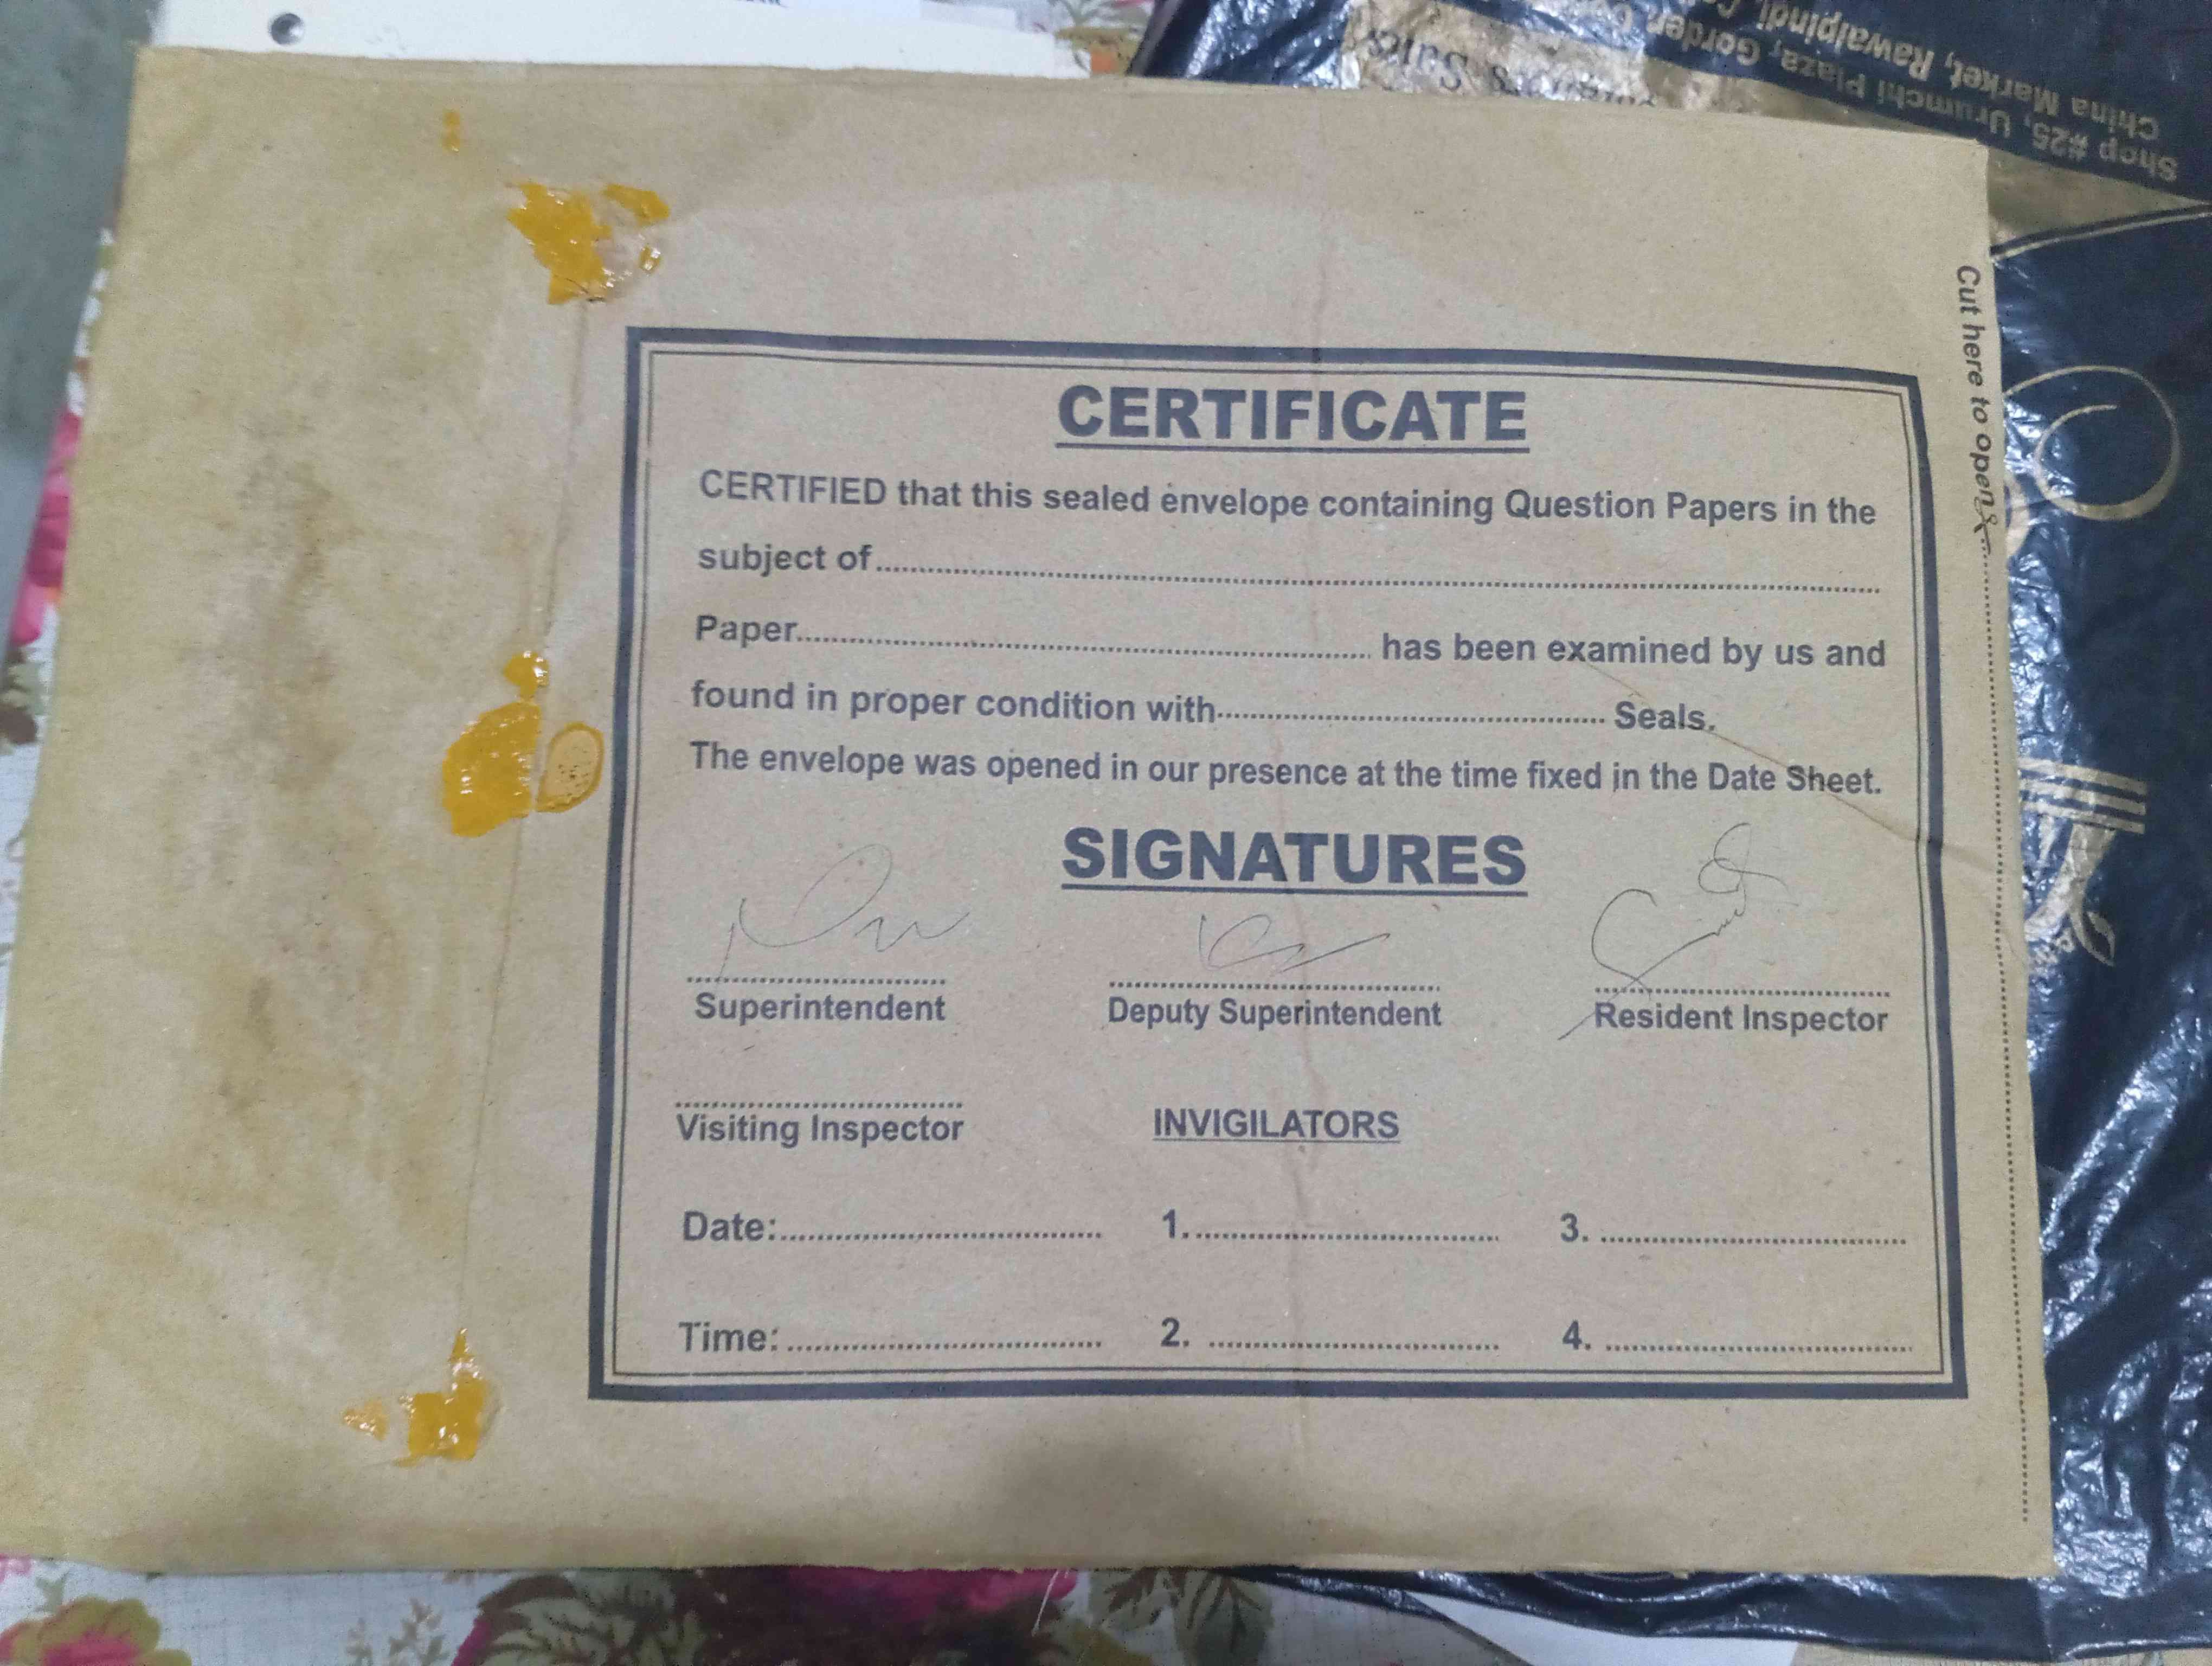 Shop #25, Urumchi Plaza, Gorden
China Market, Rawalpindi
Suit
Cut here to open
CERTIFICATE
CERTIFIED that this sealed envelope containing Question Papers in the
subject of
Paper has been examined by us and
found in proper condition with Seals.
The envelope was opened in our presence at the time fixed in the Date Sheet.
SIGNATURES
Superintendent Deputy Superintendent Resident Inspector
Visiting Inspector INVIGILATORS
Date: 1. 3.
Time: 2. 4.